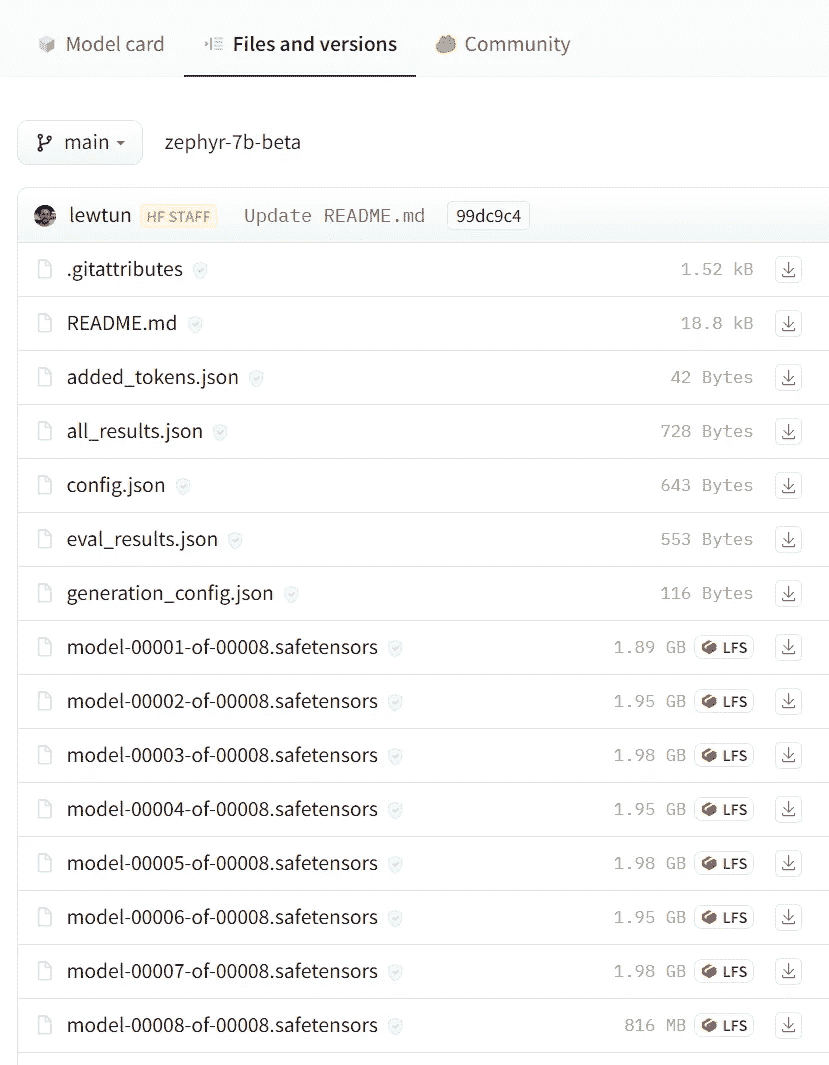 Model card Files and versions Community
main zephyr-7b-beta
lewtun HF STAFF Update README.md 99dc9c4
.gitattributes 1.52 kB
README.md 18.8 kB
added_tokens.json 42 Bytes
all_results.json 728 Bytes
config.json 643 Bytes
eval_results.json 553 Bytes
generation_config.json 116 Bytes
model-00001-of-00008.safetensors 1.89 GB LFS
model-00002-of-00008.safetensors 1.95 GB LFS
model-00003-of-00008.safetensors 1.98 GB LFS
model-00004-of-00008.safetensors 1.95 GB LFS
model-00005-of-00008.safetensors 1.98 GB LFS
model-00006-of-00008.safetensors 1.95 GB LFS
model-00007-of-00008.safetensors 1.98 GB LFS
model-00008-of-00008.safetensors 816 MB LFS